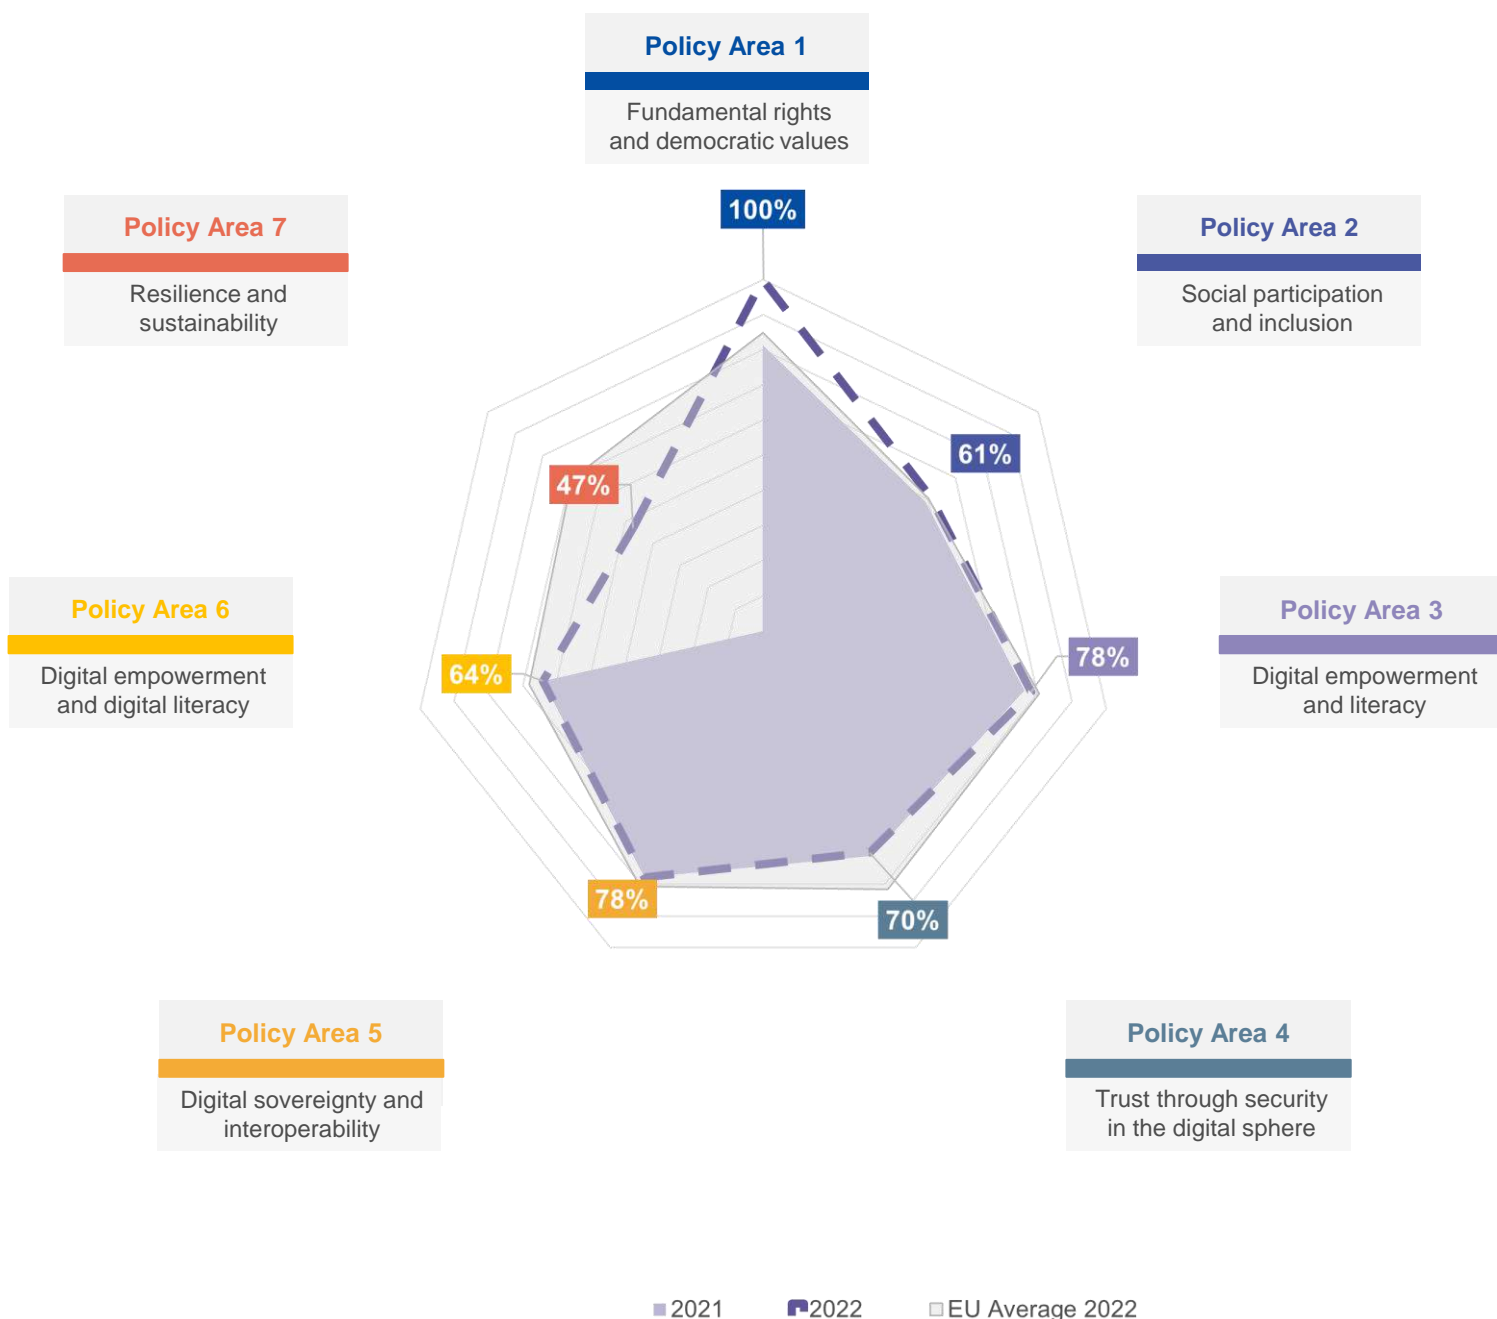 Policy Area 1
Fundamental rights
and democratic values
100%
Policy Area 7
Resilience and
sustainability
Policy Area 2
Social participation
and inclusion
61%
47%
Policy Area 6
Digital empowerment
and digital literacy
64%
Policy Area 3
Digital empowerment
and literacy
78%
78%
70%
Policy Area 5
Digital sovereignty and
interoperability
Policy Area 4
Trust through security
in the digital sphere
2021
2022
EU Average 2022